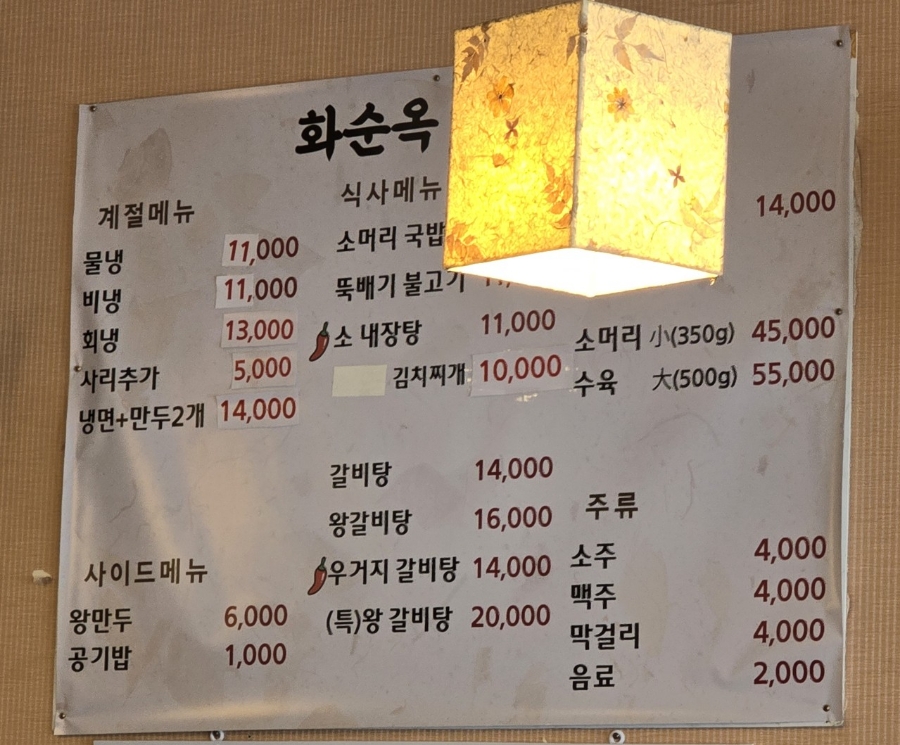 화순옥
계절메뉴
물냉 11,000
비냉 11,000
회냉 13,000
사리추가 5,000
냉면+만두2개 14,000
사이드메뉴
왕만두 6,000
공기밥 1,000
식사메뉴
소머리 국밥
뚝배기 불고기
소 내장탕 11,000
김치찌개 10,000
갈비탕 14,000
왕갈비탕 16,000
우거지 갈비탕 14,000
(특)왕 갈비탕 20,000
14,000
소머리 小(350g) 45,000
수육 大(500g) 55,000
주류
소주 4,000
맥주 4,000
막걸리 4,000
음료 2,000